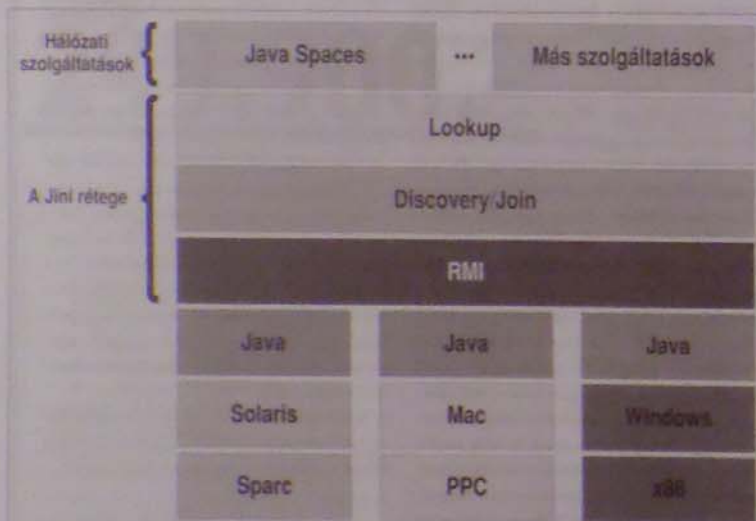 Hálózati
szolgáltatások
Java Spaces
...
Más szolgáltatások
Lookup
A Jini rétege
Discovery/Join
RMI
Java
Java
Java
Solaris
Mac
Windows
Sparc
PPC
x86